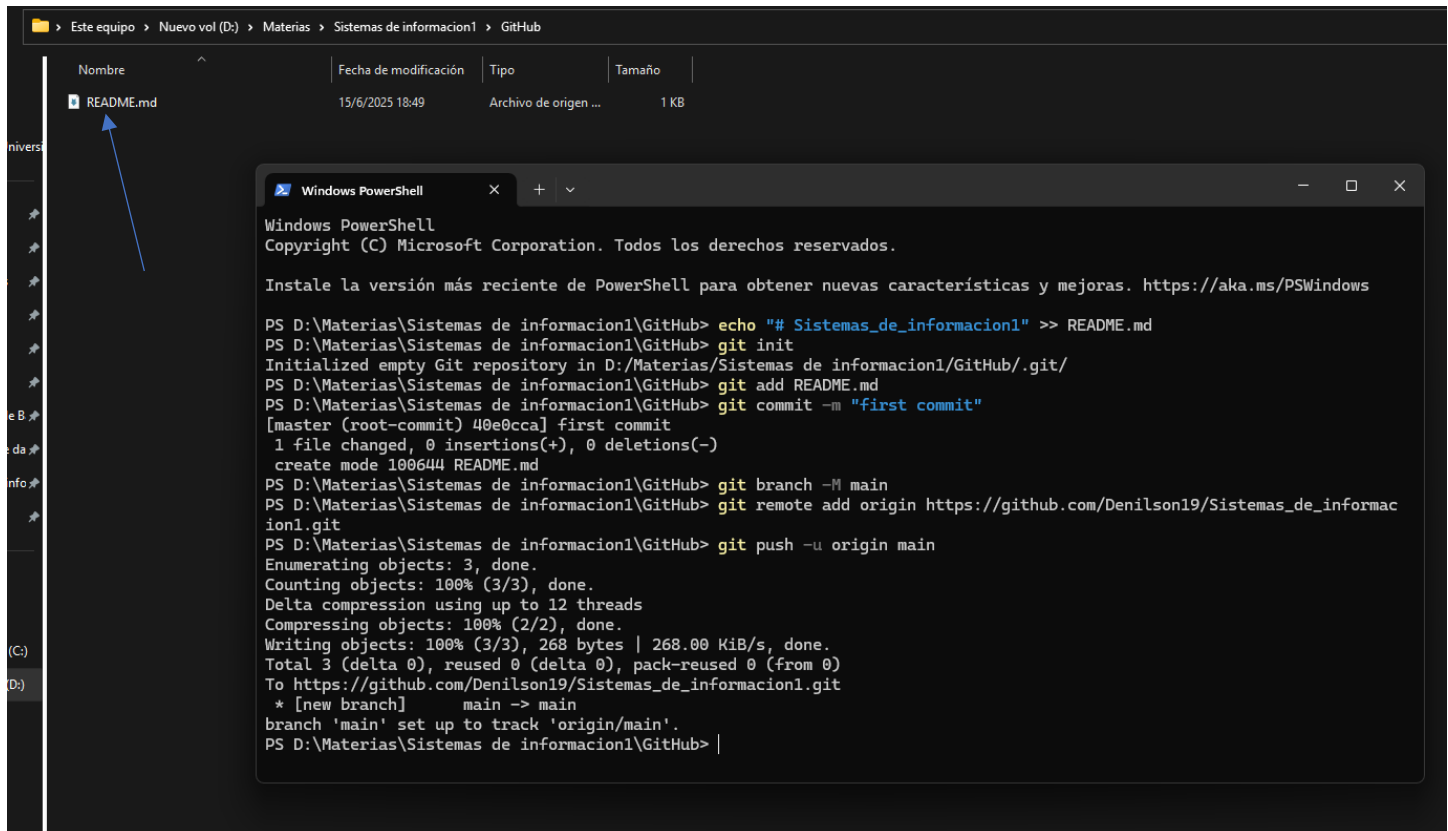 Este equipo > Nuevo vol (D:) > Materias > Sistemas de informacion1 > GitHub
Nombre Fecha de modificación Tipo Tamaño
README.md 15/6/2025 18:49 Archivo de origen ... 1 KB
Universi
e B
e da
info
(C:)
(D:)
Windows PowerShell
Windows PowerShell
Copyright (C) Microsoft Corporation. Todos los derechos reservados.
Instale la versión más reciente de PowerShell para obtener nuevas características y mejoras. https://aka.ms/PSWindows
PS D:\Materias\Sistemas de informacion1\GitHub> echo "# Sistemas_de_informacion1" >> README.md
PS D:\Materias\Sistemas de informacion1\GitHub> git init
Initialized empty Git repository in D:/Materias/Sistemas de informacion1/GitHub/.git/
PS D:\Materias\Sistemas de informacion1\GitHub> git add README.md
PS D:\Materias\Sistemas de informacion1\GitHub> git commit -m "first commit"
[master (root-commit) 40e0cca] first commit
1 file changed, 0 insertions(+), 0 deletions(-)
create mode 100644 README.md
PS D:\Materias\Sistemas de informacion1\GitHub> git branch -M main
PS D:\Materias\Sistemas de informacion1\GitHub> git remote add origin https://github.com/Denilson19/Sistemas_de_informac
ion1.git
PS D:\Materias\Sistemas de informacion1\GitHub> git push -u origin main
Enumerating objects: 3, done.
Counting objects: 100% (3/3), done.
Delta compression using up to 12 threads
Compressing objects: 100% (2/2), done.
Writing objects: 100% (3/3), 268 bytes | 268.00 KiB/s, done.
Total 3 (delta 0), reused 0 (delta 0), pack-reused 0 (from 0)
To https://github.com/Denilson19/Sistemas_de_informacion1.git
* [new branch] main -> main
branch 'main' set up to track 'origin/main'.
PS D:\Materias\Sistemas de informacion1\GitHub>